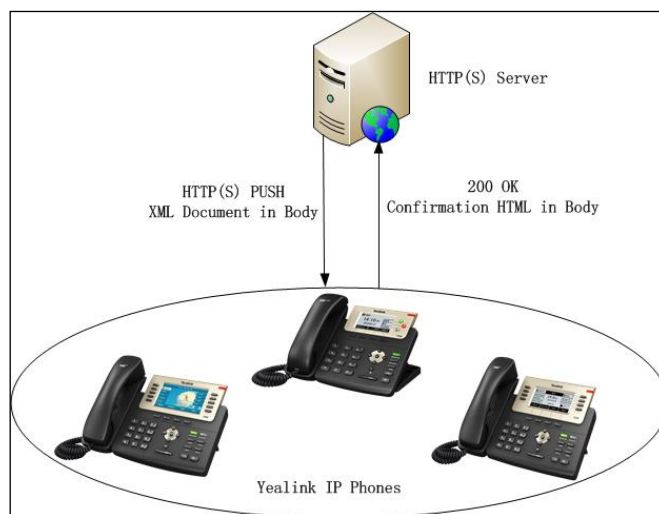 HTTP(S) Server
HTTP(S) PUSH
XML Document in Body
200 OK
Confirmation HTML in Body
Yealink IP Phones